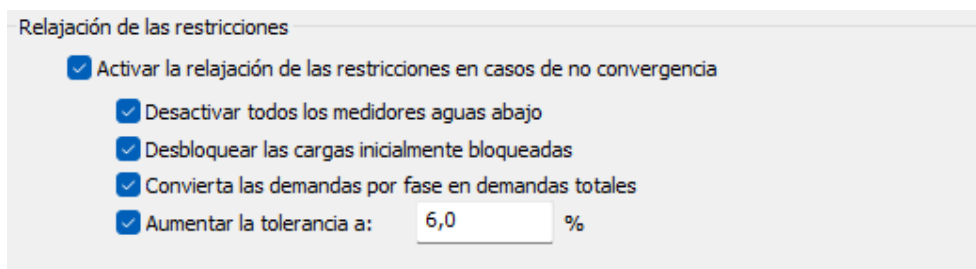 Relajación de las restricciones
Activar la relajación de las restricciones en casos de no convergencia
Desactivar todos los medidores aguas abajo
Desbloquear las cargas inicialmente bloqueadas
Convierta las demandas por fase en demandas totales
Aumentar la tolerancia a: 6,0 %